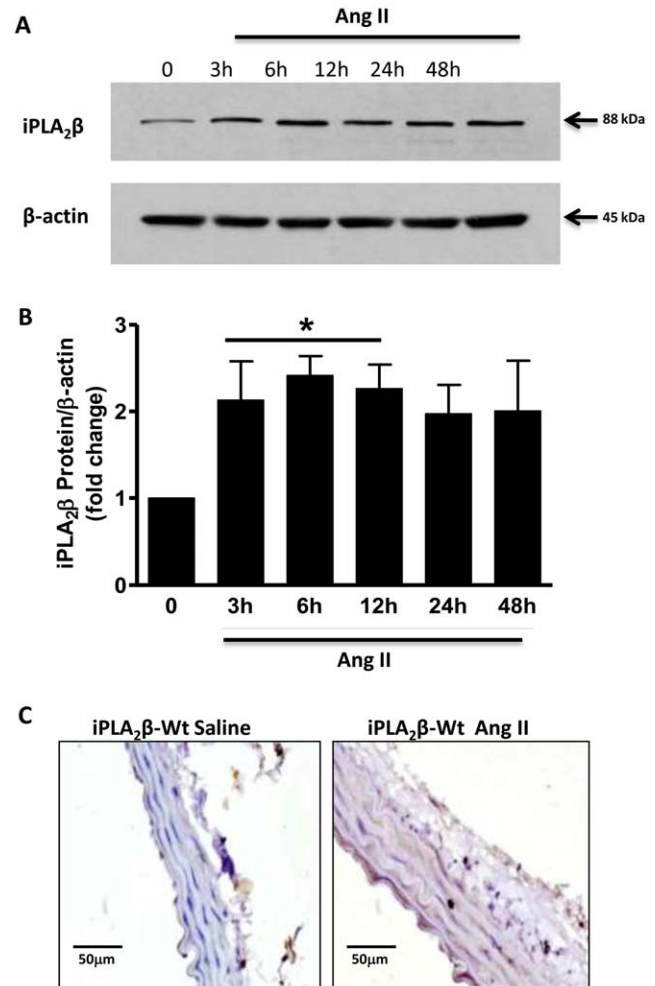 A
Ang II
0 3h 6h 12h 24h 48h
iPLA₂β
88 kDa
β-actin
45 kDa
B
3
*
2
1
0
iPLA₂β Protein/β-actin
(fold change)
0 3h 6h 12h 24h 48h
Ang II
C
iPLA₂β-Wt Saline
iPLA₂β-Wt Ang II
50μm
50μm